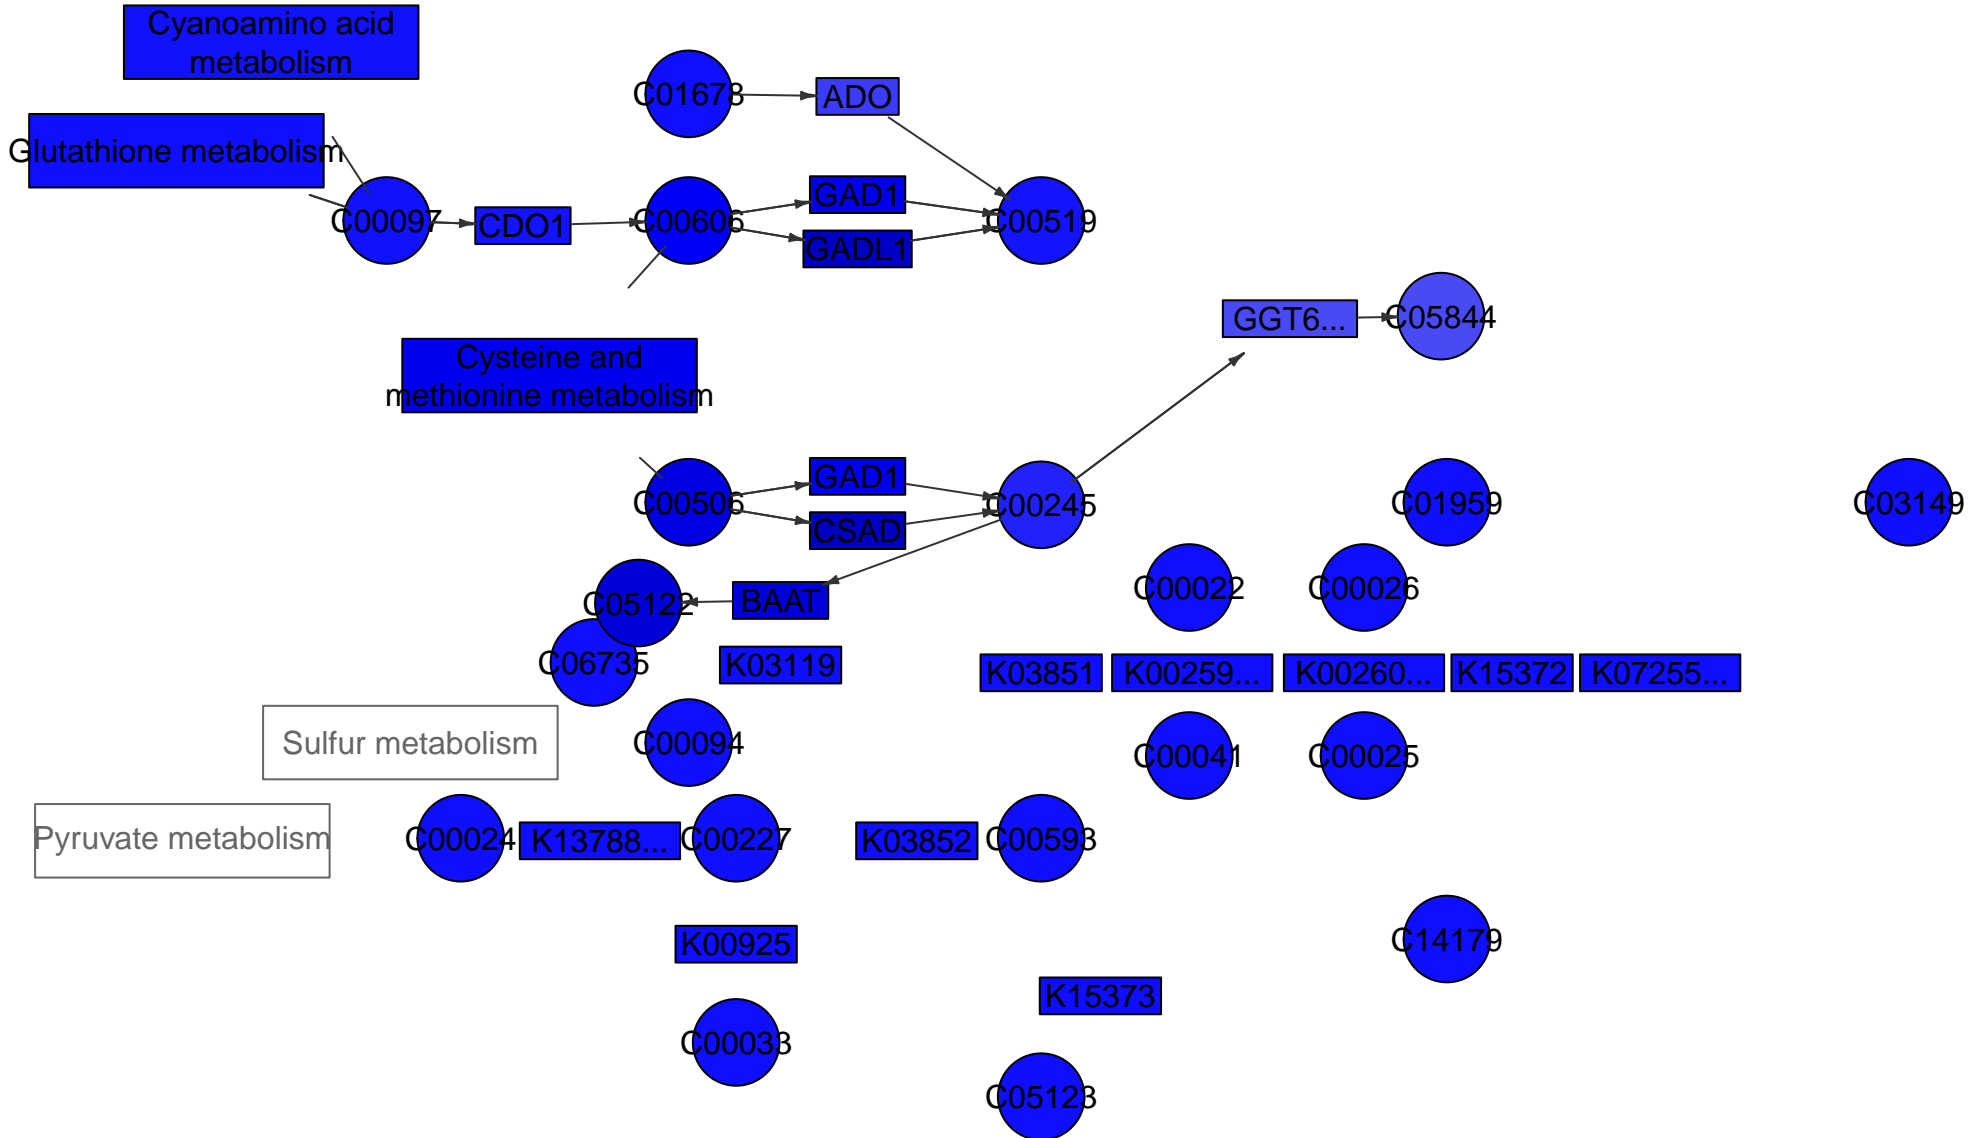 Cyanoamino acid
metabolism
C01678
ADO
Glutathione metabolism
GAD1
C00097
CDO1
C00606
C00519
GADL1
GGT6...
C05844
Cysteine and
methionine metabolism
GAD1
C00506
C00245
C01959
C03149
CSAD
C00022
C00026
C05122
BAAT
C06735
K03119
K03851
K00259...
K00260...
K15372
K07255...
Sulfur metabolism
C00094
C00041
C00025
Pyruvate metabolism
C00024
K13788...
C00227
K03852
C00593
K00925
C14179
K15373
C00033
C05123